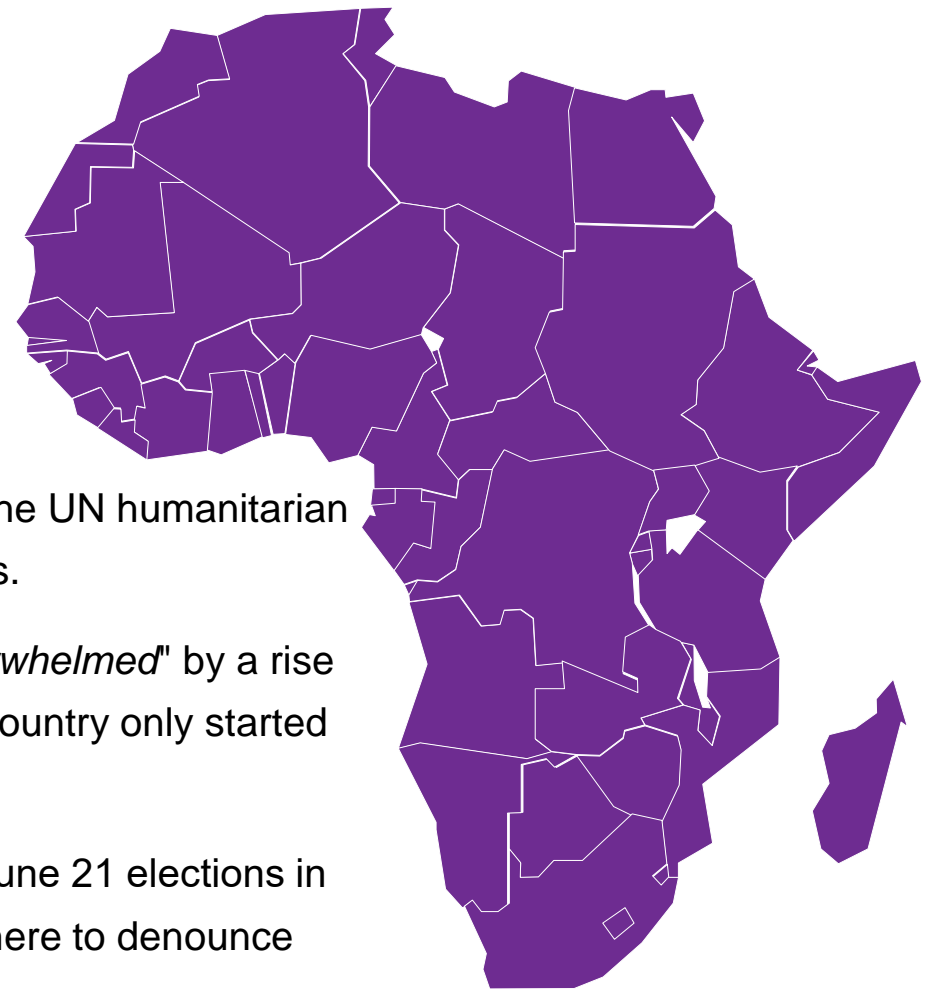 he UN humanitarian
s.
whelmed" by a rise
ountry only started
une 21 elections in
here to denounce